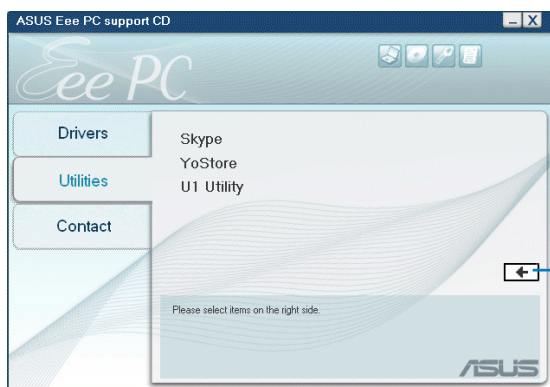 ASUS Eee PC support CD
Eee PC
Drivers
Utilities
Contact
Skype
YoStore
U1 Utility
Please select items on the right side.
ASUS